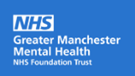 NHS
Greater Manchester
Mental Health
NHS Foundation Trust